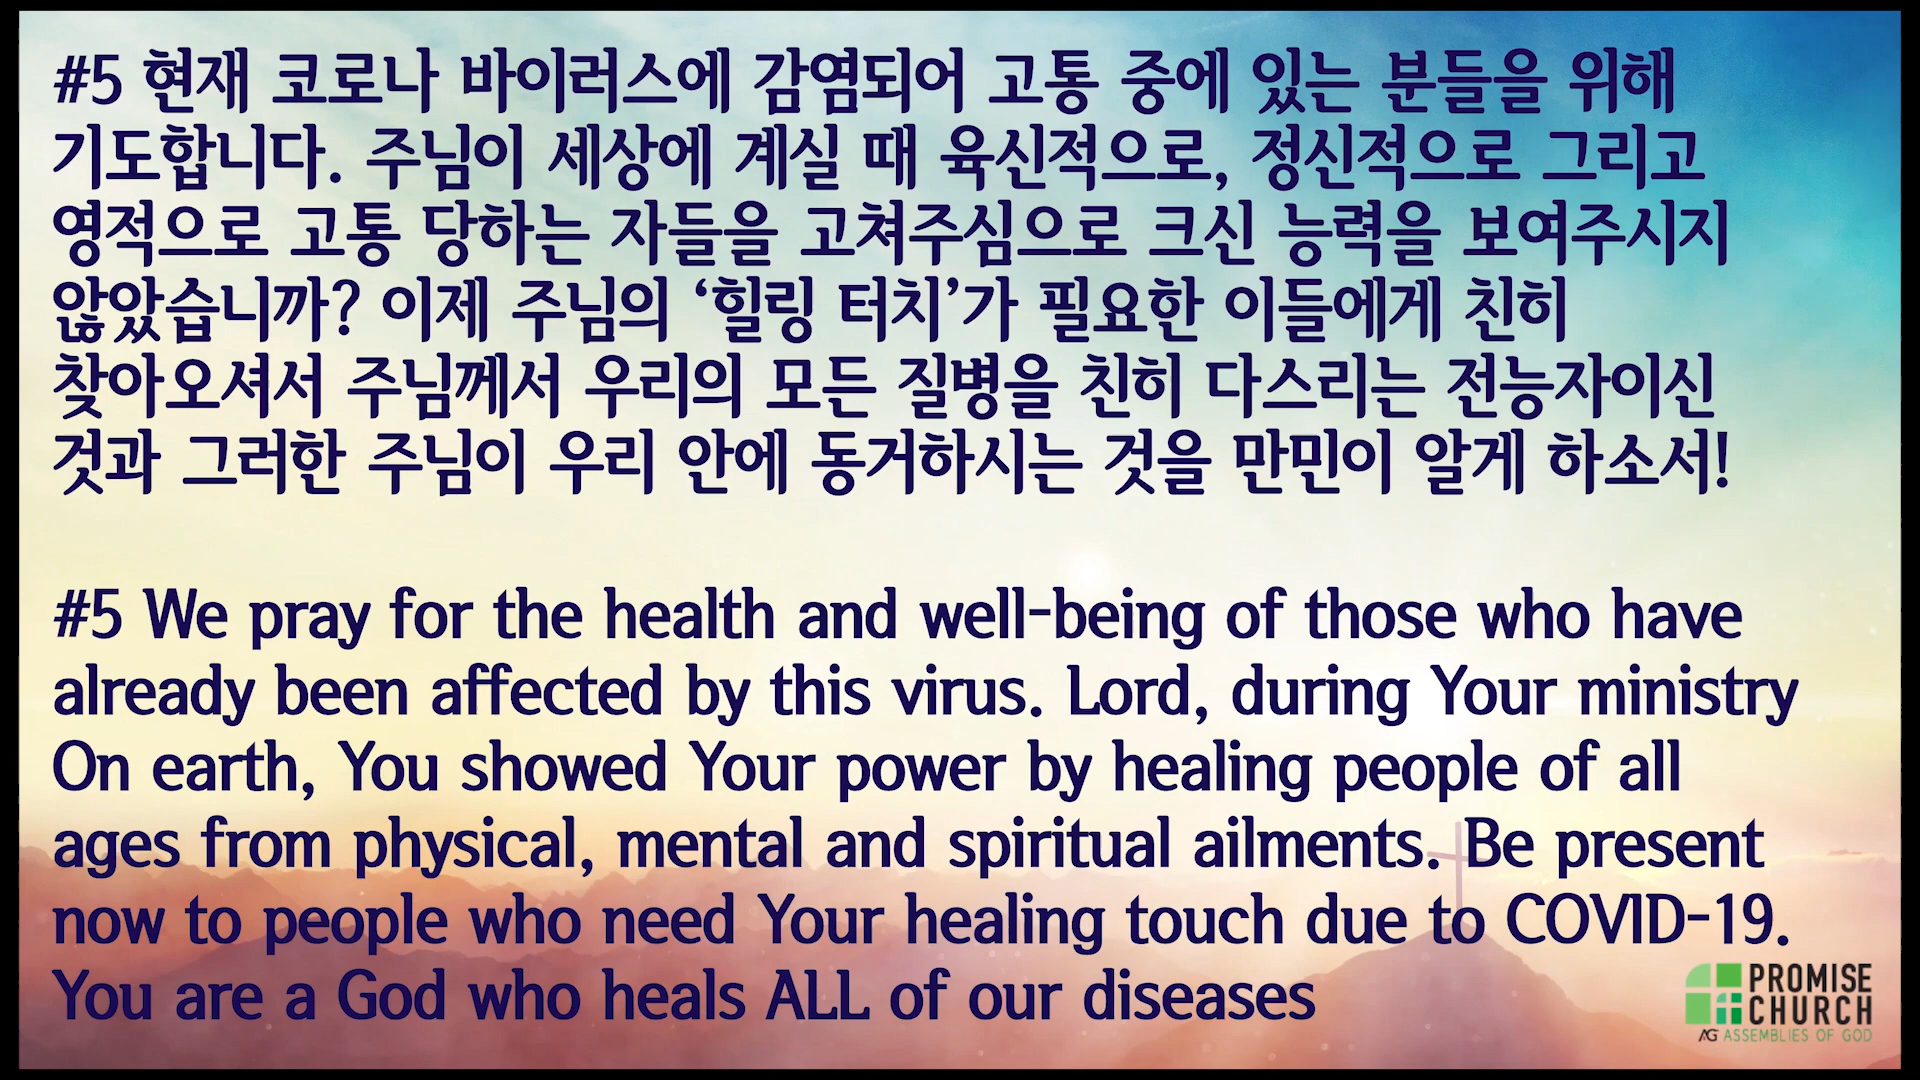 #5 현재 코로나 바이러스에 감염되어 고통 중에 있는 분들을 위해
기도합니다. 주님이 세상에 계실 때 육신적으로, 정신적으로 그리고
영적으로 고통 당하는 자들을 고쳐주심으로 크신 능력을 보여주시지
않았습니까? 이제 주님의 ‘힐링 터치’가 필요한 이들에게 친히
찾아오셔서 주님께서 우리의 모든 질병을 친히 다스리는 전능자이신
것과 그러한 주님이 우리 안에 동거하시는 것을 만민이 알게 하소서!
#5 We pray for the health and well-being of those who have
already been affected by this virus. Lord, during Your ministry
On earth, You showed Your power by healing people of all
ages from physical, mental and spiritual ailments. Be present
now to people who need Your healing touch due to COVID-19.
You are a God who heals ALL of our diseases
PROMISE
CHURCH
AG ASSEMBLIES OF GOD